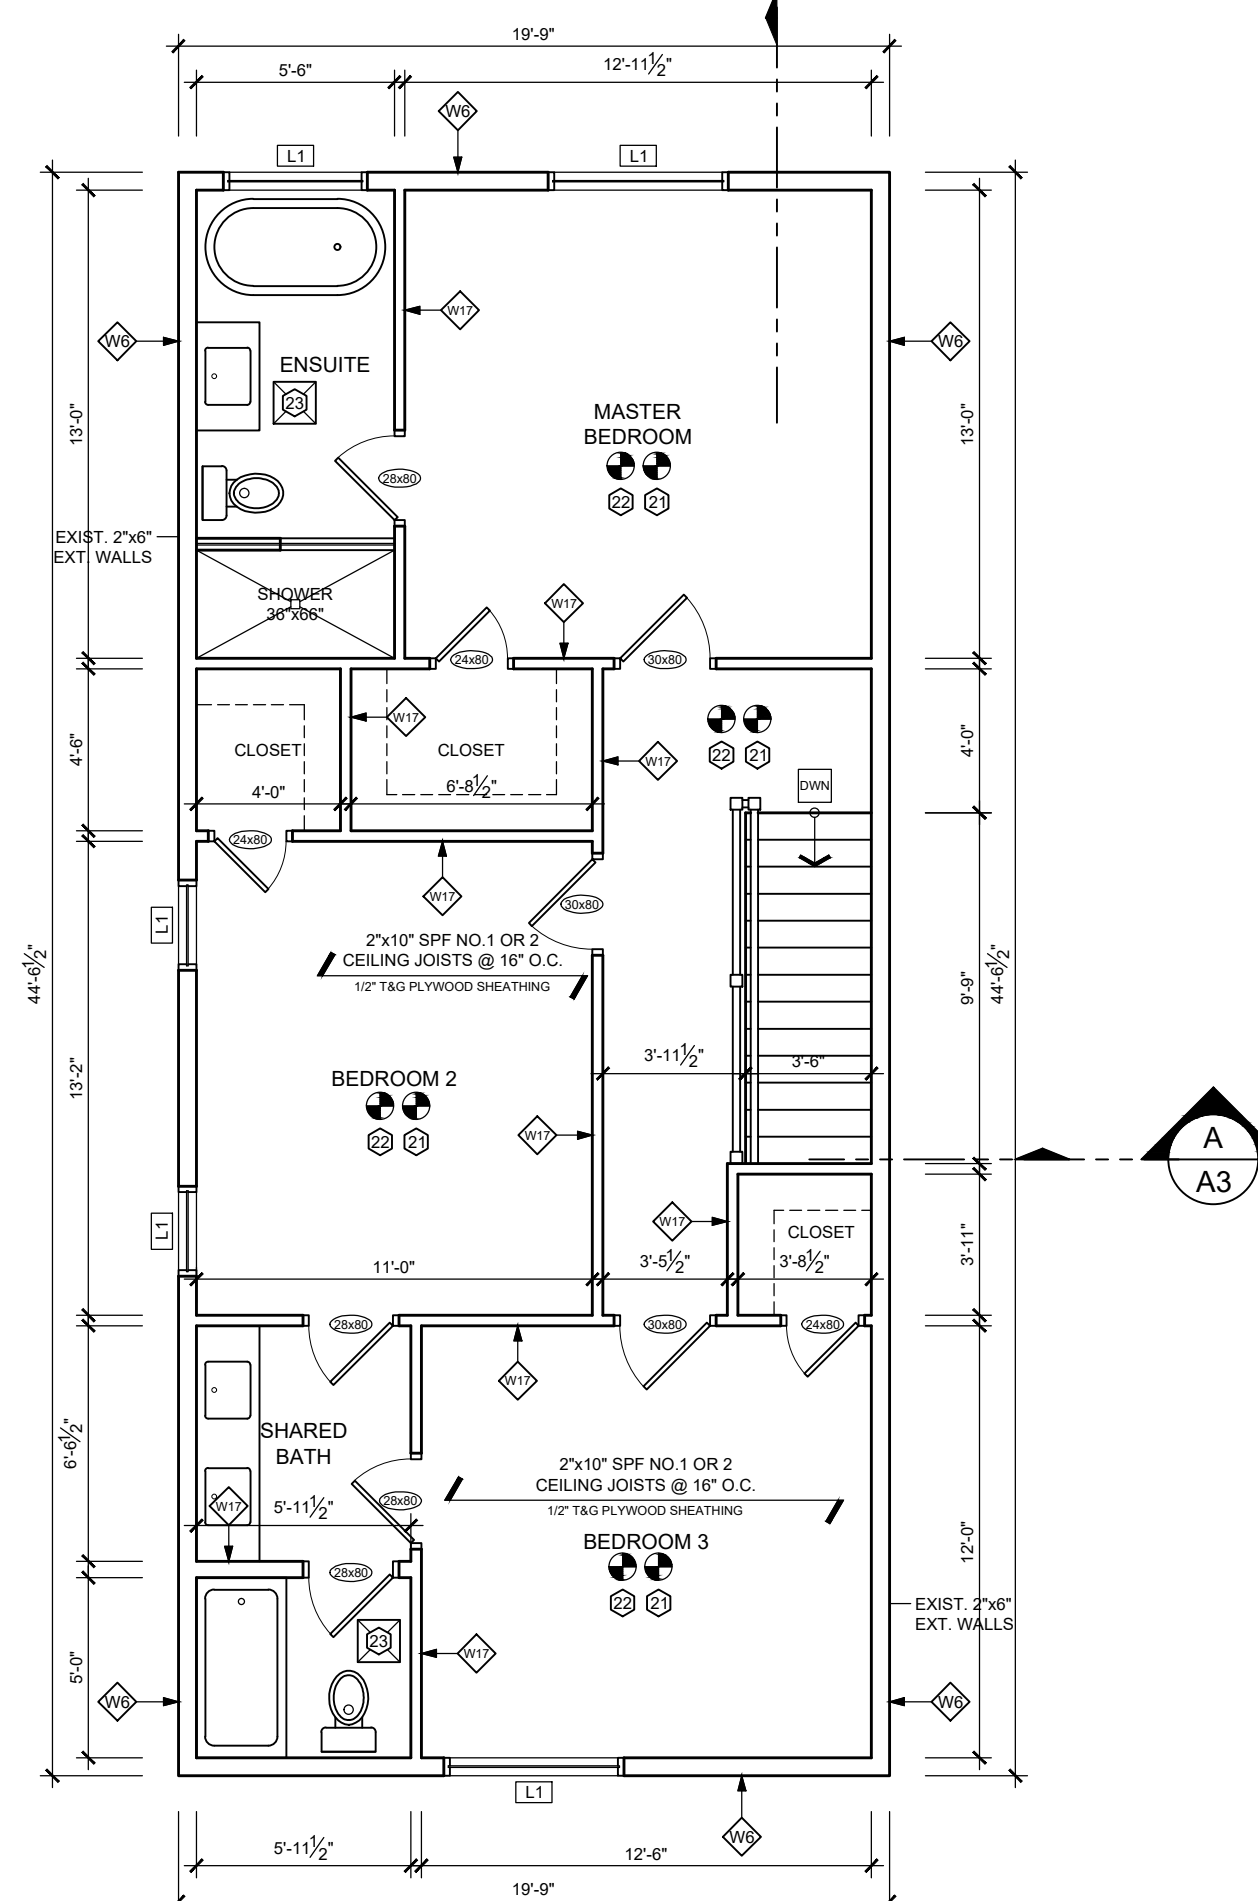 19'-9"
5'-6"
12'-11½"
W6
L1
L1
W17
W6
W6
ENSUITE
23
13'-0"
13'-0"
MASTER
BEDROOM
28x80
22
21
EXIST. 2"x6"
EXT. WALLS
SHOWER
36"x66"
W17
24x80
30x80
W17
4'-6"
CLOSET
CLOSET
22
21
W17
4'-0"
4'-0"
6'-8½"
DWN
24x80
W17
30x80
L1
2"x10" SPF NO.1 OR 2
CEILING JOISTS @ 16" O.C.
1/2" T&G PLYWOOD SHEATHING
44'-6½"
9'-9"
44'-6½"
3'-11½"
3'-6"
13'-2"
BEDROOM 2
22
21
W17
A
A3
L1
W17
CLOSET
3'-11"
11'-0"
3'-5½"
3'-8½"
28x80
30x80
24x80
W17
SHARED
BATH
6'-6½"
2"x10" SPF NO.1 OR 2
CEILING JOISTS @ 16" O.C.
1/2" T&G PLYWOOD SHEATHING
W17
5'-11½"
28x80
BEDROOM 3
12'-0"
28x80
22
21
EXIST. 2"x6"
EXT. WALLS
23
W17
5'-0"
W6
W6
L1
W6
5'-11½"
12'-6"
19'-9"